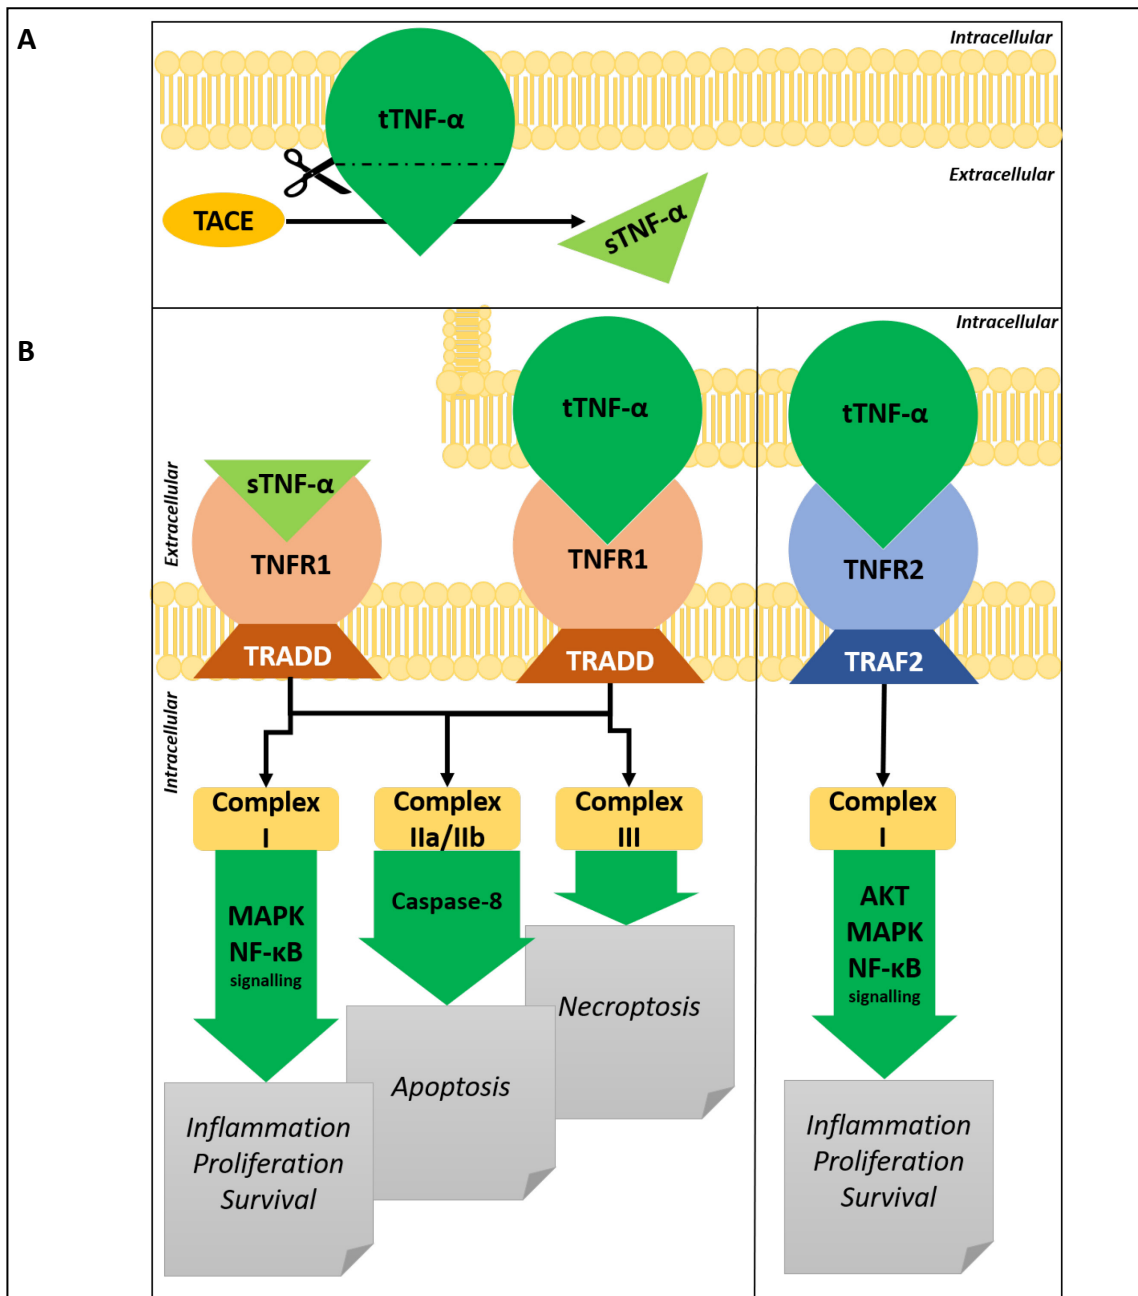 A
Intracellular
tTNF-α
Extracellular
TACE
sTNF-α
B
Intracellular
tTNF-α
tTNF-α
Extracellular
sTNF-α
TNFR1
TNFR1
TNFR2
TRADD
TRADD
TRAF2
Intracellular
Complex
I
Complex
IIa/IIb
Complex
III
Complex
I
MAPK
NF-κB
signalling
Caspase-8
AKT
MAPK
NF-κB
signalling
Necroptosis
Apoptosis
Inflammation
Proliferation
Survival
Inflammation
Proliferation
Survival